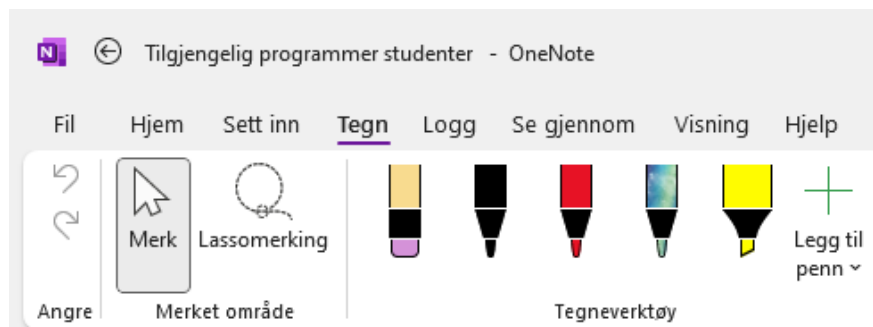 N
Tilgjengelig programmer studenter - OneNote
Fil Hjem Sett inn Tegn Logg Se gjennom Visning Hjelp
Merk Lassomerking Legg til
penn
Angre Merket område Tegneverktøy